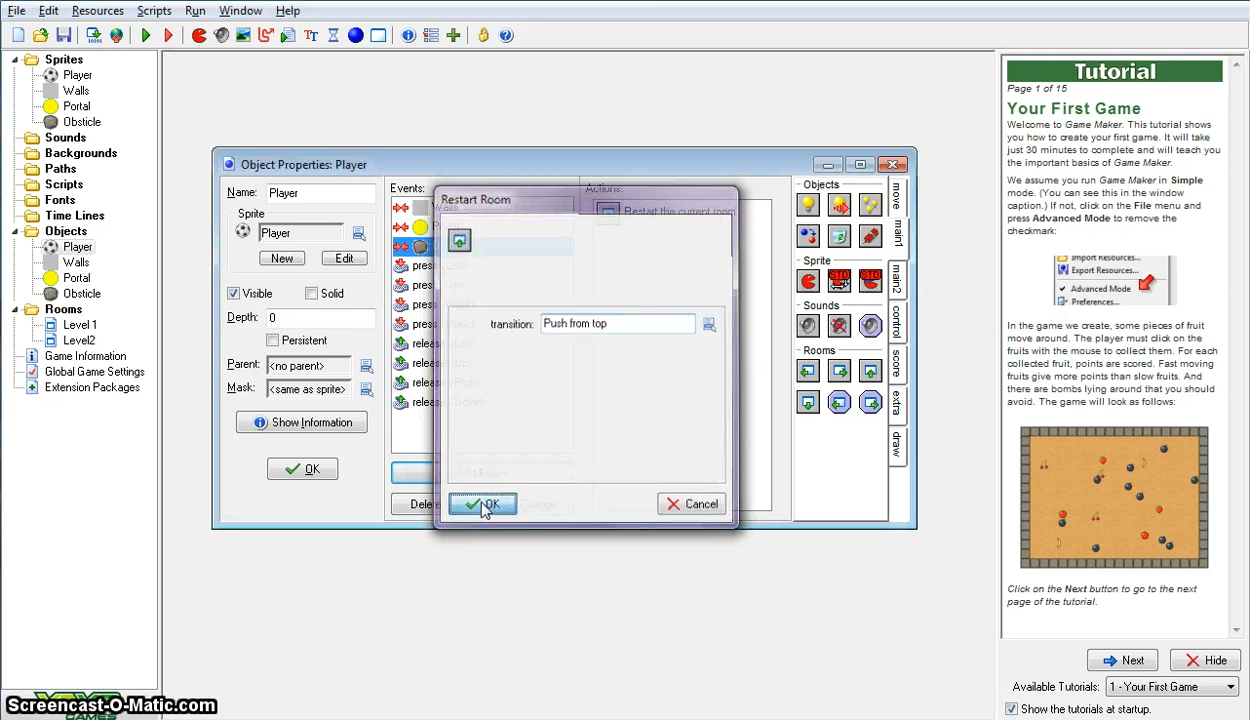 File Edit Resources Scripts Run Window Help
Sprites
Player
Walls
Portal
Obsticle
Sounds
Backgrounds
Paths
Scripts
Fonts
Time Lines
Objects
Player
Walls
Portal
Obsticle
Rooms
Level 1
Level2
Game Information
Global Game Settings
Extension Packages
Object Properties: Player
Name: Player
Sprite
Player
New Edit
Visible Solid
Depth: 0
Persistent
Parent: <no parent>
Mask: <same as sprite>
Show Information
OK
Events:
Actions:
Restart the current room
Restart Room
transition: Push from top
OK Cancel
Objects
Sprite
Sounds
Rooms
move
main1
main2
control
score
extra
draw
Tutorial
Page 1 of 15
Your First Game
Welcome to Game Maker. This tutorial shows
you how to create your first game. It will take
just 30 minutes to complete and will teach you
the important basics of Game Maker.
We assume you run Game Maker in Simple
mode. (You can see this in the window
caption.) If not, click on the File menu and
press Advanced Mode to remove the
checkmark:
Import Resources...
Export Resources...
Advanced Mode
Preferences...
In the game we create, some pieces of fruit
move around. The player must click on the
fruits with the mouse to collect them. For each
collected fruit, points are scored. Fast moving
fruits give more points than slow fruits. And
there are bombs lying around that you should
avoid. The game will look as follows:
Click on the Next button to go to the next
page of the tutorial.
Next Hide
Available Tutorials: 1 - Your First Game
Show the tutorials at startup.
Screencast-O-Matic.com